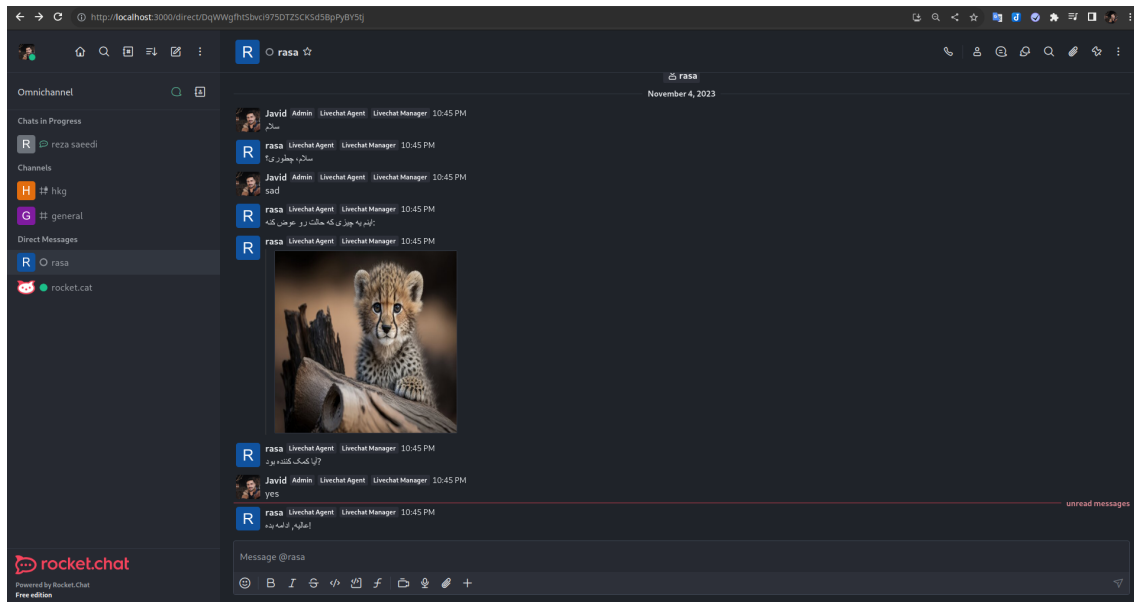 http://localhost:3000/direct/DqWWgfhtSbvci975DTZSCKSd5BpPyBY5tj
R rasa
Omnichannel
Chats in Progress
R reza saeedi
Channels
H hkg
G general
Direct Messages
R rasa
rocket.cat
rocket.chat
Powered by Rocket.Chat
Free edition
rasa
November 4, 2023
Javid Admin Livechat Agent Livechat Manager 10:45 PM
سلام
R rasa Livechat Agent Livechat Manager 10:45 PM
سلام، چطوری؟
Javid Admin Livechat Agent Livechat Manager 10:45 PM
sad
R rasa Livechat Agent Livechat Manager 10:45 PM
اینم یه چیزی که حالت رو عوض کنه:
R rasa Livechat Agent Livechat Manager 10:45 PM
R rasa Livechat Agent Livechat Manager 10:45 PM
آیا کمک کننده بود?
Javid Admin Livechat Agent Livechat Manager 10:45 PM
yes
unread messages
R rasa Livechat Agent Livechat Manager 10:45 PM
عالیه, ادامه بده!
Message @rasa